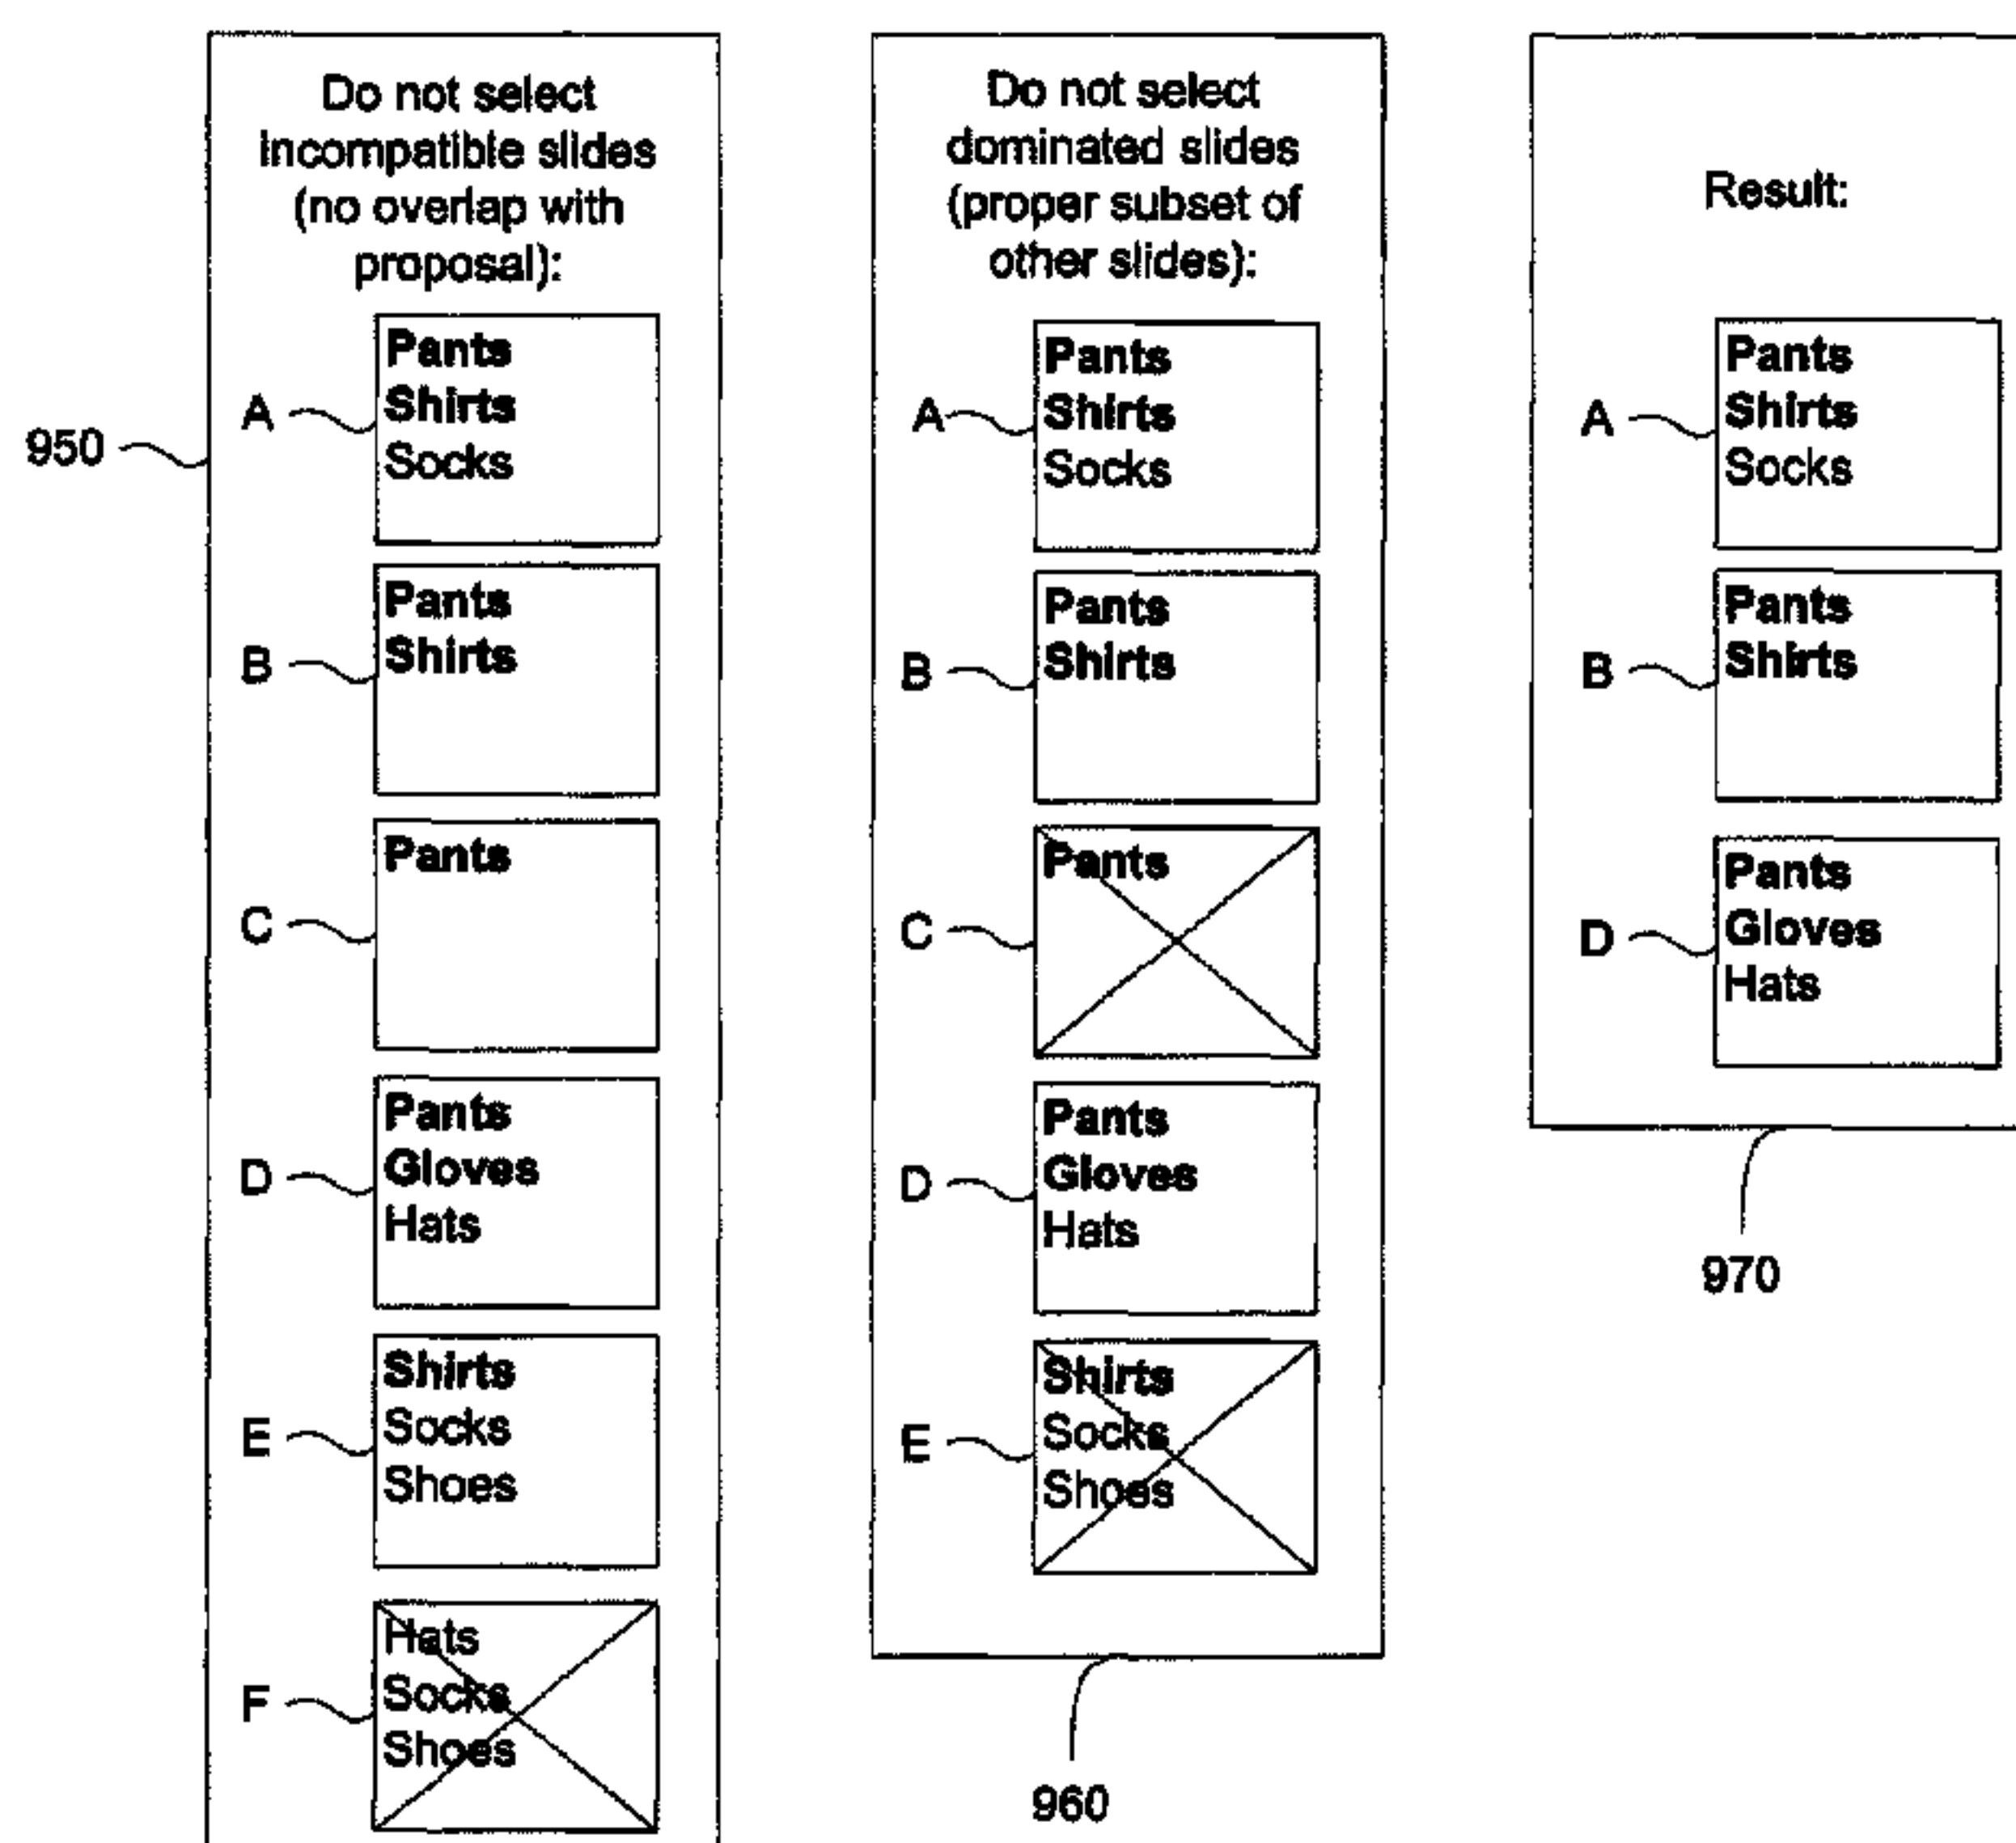 Do not select
incompatible slides
(no overlap with
proposal):
950
A
Pants
Shirts
Socks
B
Pants
Shirts
C
Pants
D
Pants
Gloves
Hats
E
Shirts
Socks
Shoes
F
Hats
Socks
Shoes
Do not select
dominated slides
(proper subset of
other slides):
A
Pants
Shirts
Socks
B
Pants
Shirts
C
Pants
D
Pants
Gloves
Hats
E
Shirts
Socks
Shoes
960
Result:
A
Pants
Shirts
Socks
B
Pants
Shirts
D
Pants
Gloves
Hats
970